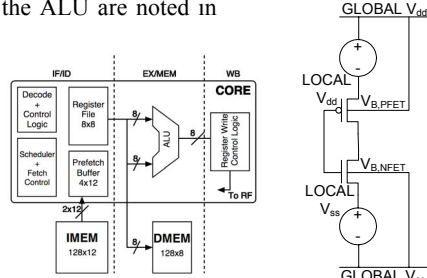 the ALU are noted in
IF/ID
EX/MEM
WB
CORE
Decode
+
Control
Logic
Register
File
8x8
Scheduler
+
Fetch
Control
Prefetch
Buffer
4x12
8
8
ALU
8
Register Write
Control Logic
To RF
2x12
IMEM
128x12
8
DMEM
128x8
GLOBAL Vdd
+
-
LOCAL
Vdd
VB,PFET
VB,NFET
LOCAL
Vss
+
-